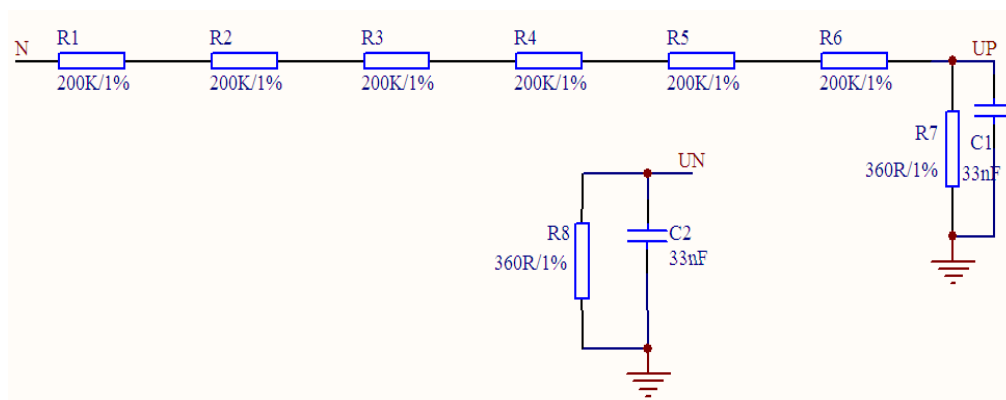 N
R1
R2
R3
R4
R5
R6
UP
200K/1%
200K/1%
200K/1%
200K/1%
200K/1%
200K/1%
R7
C1
360R/1%
33nF
UN
R8
C2
360R/1%
33nF